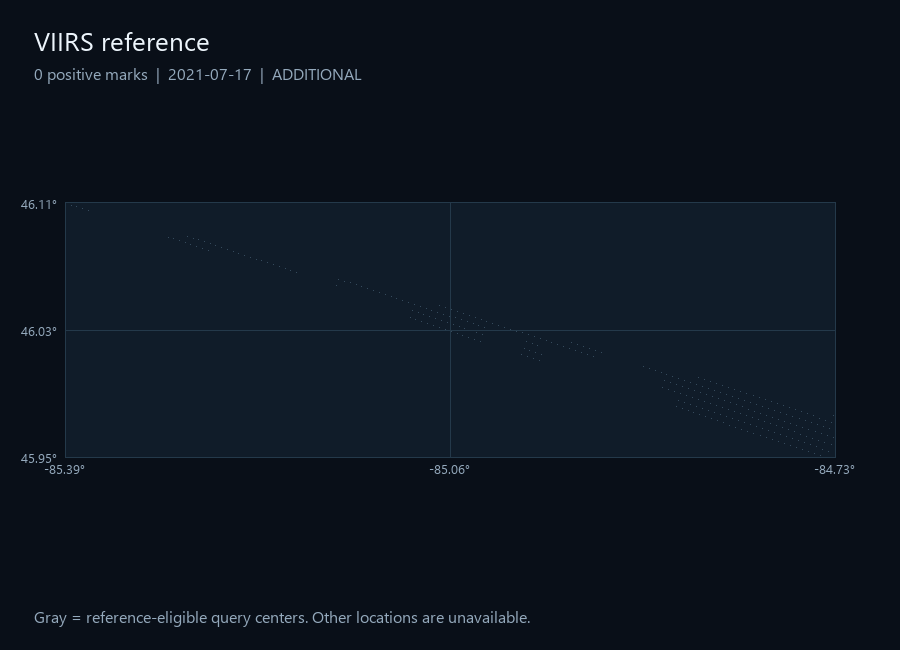 VIIRS reference
0 positive marks | 2021-07-17 | ADDITIONAL
46.11°
46.03°
45.95°
-85.39°
-85.06°
-84.73°
Gray = reference-eligible query centers. Other locations are unavailable.